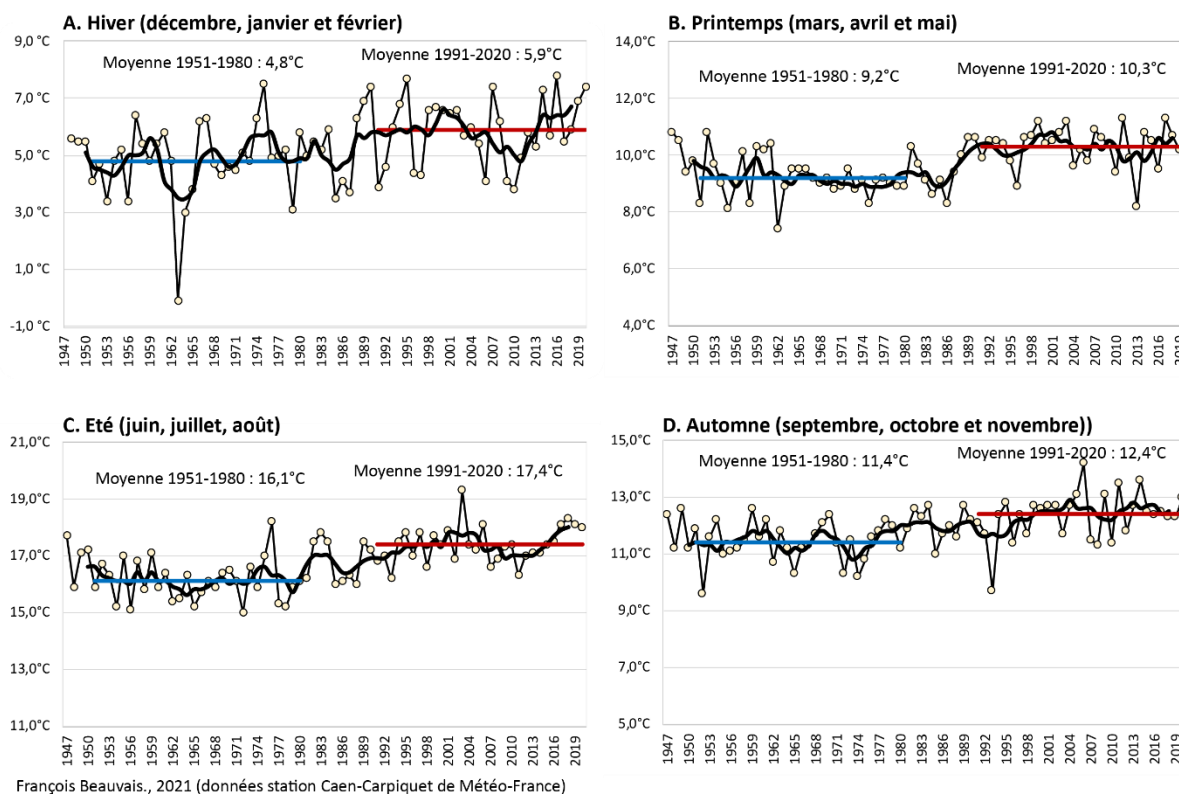 A. Hiver (décembre, janvier et février)
9,0 °C
7,0 °C
5,0 °C
3,0 °C
1,0 °C
-1,0 °C
Moyenne 1951-1980 : 4,8°C
Moyenne 1991-2020 : 5,9°C
1947 1950 1953 1956 1959 1962 1965 1968 1971 1974 1977 1980 1983 1986 1989 1992 1995 1998 2001 2004 2007 2010 2013 2016 2019
B. Printemps (mars, avril et mai)
14,0°C
12,0°C
10,0°C
8,0°C
6,0°C
4,0°C
Moyenne 1951-1980 : 9,2°C
Moyenne 1991-2020 : 10,3°C
1947 1950 1953 1956 1959 1962 1965 1968 1971 1974 1977 1980 1983 1986 1989 1992 1995 1998 2001 2004 2007 2010 2013 2016 2019
C. Eté (juin, juillet, août)
21,0°C
19,0°C
17,0°C
15,0°C
13,0°C
11,0°C
Moyenne 1951-1980 : 16,1°C
Moyenne 1991-2020 : 17,4°C
1947 1950 1953 1956 1959 1962 1965 1968 1971 1974 1977 1980 1983 1986 1989 1992 1995 1998 2001 2004 2007 2010 2013 2016 2019
D. Automne (septembre, octobre et novembre))
15,0°C
13,0°C
11,0°C
9,0°C
7,0°C
5,0°C
Moyenne 1951-1980 : 11,4°C
Moyenne 1991-2020 : 12,4°C
1947 1950 1953 1956 1959 1962 1965 1968 1971 1974 1977 1980 1983 1986 1989 1992 1995 1998 2001 2004 2007 2010 2013 2016 2019
François Beauvais., 2021 (données station Caen-Carpiquet de Météo-France)